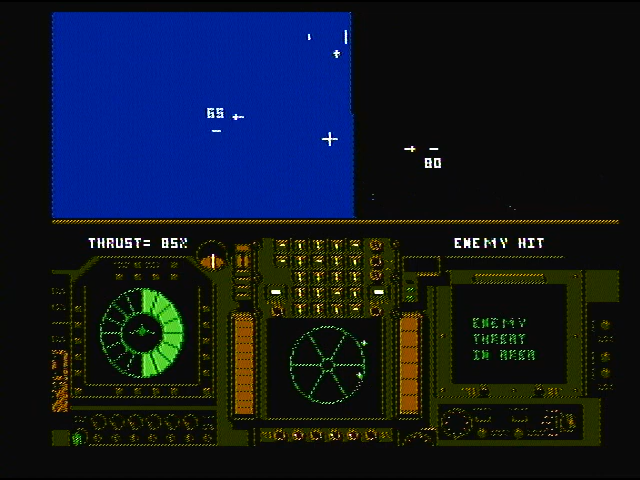 65
80
THRUST= 85%
ENEMY HIT
ENEMY
THREAT
IN AREA